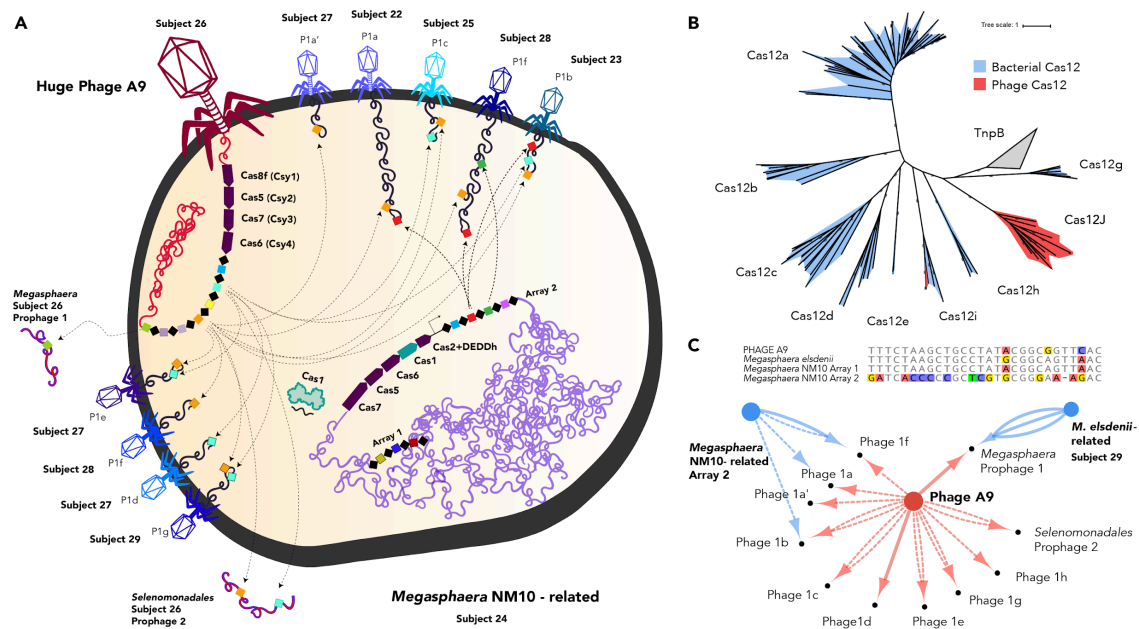 A
Subject 26
Subject 27
Subject 22
Subject 25
Subject 28
Subject 23
P1a'
P1a
P1c
P1f
P1b
Huge Phage A9
Cas8f (Csy1)
Cas5 (Csy2)
Cas7 (Csy3)
Cas6 (Csy4)
Megasphaera
Subject 26
Prophage 1
Array 2
Cas2+DEDDh
Cas1
Cas6
Cas5
Cas7
Cas1
Array 1
P1e
Subject 27
P1f
Subject 28
P1d
Subject 27
P1g
Subject 29
Selenomonadales
Subject 26
Prophage 2
Megasphaera NM10 - related
Subject 24
B
Tree scale: 1
Bacterial Cas12
Phage Cas12
Cas12a
TnpB
Cas12g
Cas12b
Cas12J
Cas12c
Cas12h
Cas12d
Cas12e
Cas12i
C
PHAGE A9 TTTCTAAGCTGCCTATACGGCGGTTCAC
Megasphaera elsdenii TTTCTAAGCTGCCTATGCGGCAGTTAAC
Megasphaera NM10 Array 1 TTTCTAAGCTGCCTATACGGCAGTTAAC
Megasphaera NM10 Array 2 GATCACCCCCGCTCGTGCGGGAA-AGAC
Megasphaera
NM10- related
Array 2
M. elsdenii-
related
Subject 29
Phage 1f
Megasphaera
Prophage 1
Phage 1a
Phage 1a'
Phage A9
Phage 1b
Selenomonadales
Prophage 2
Phage 1h
Phage 1c
Phage 1g
Phage1d
Phage 1e